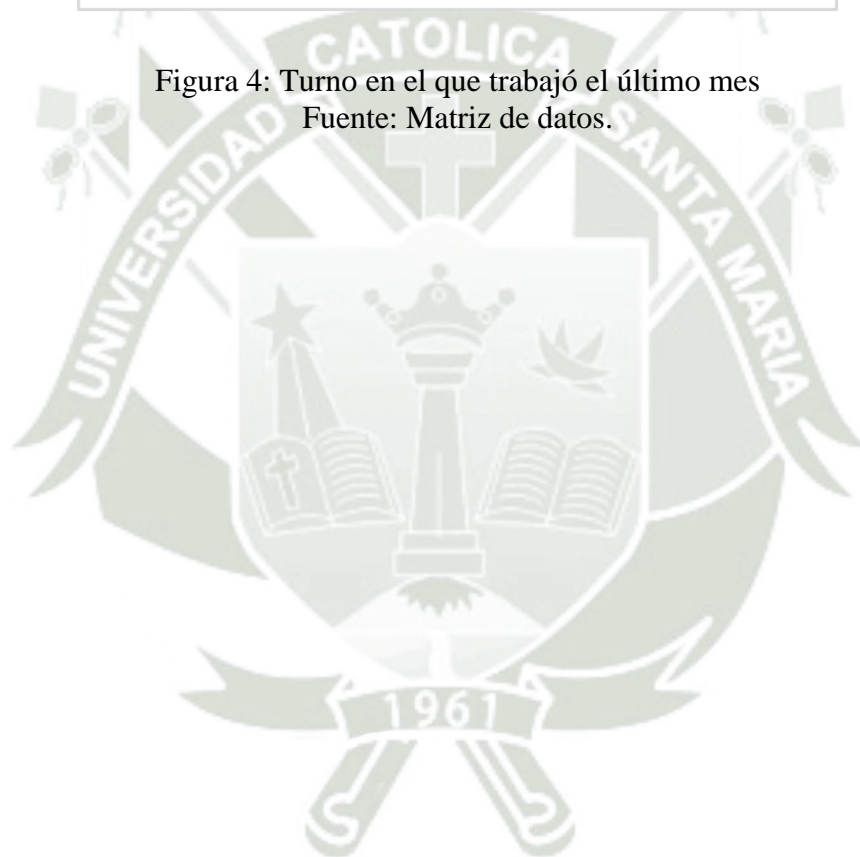 Figura 4: Turno en el que trabajó el último mes
Fuente: Matriz de datos.
UNIVERSIDAD CATOLICA SANTA MARIA
1961